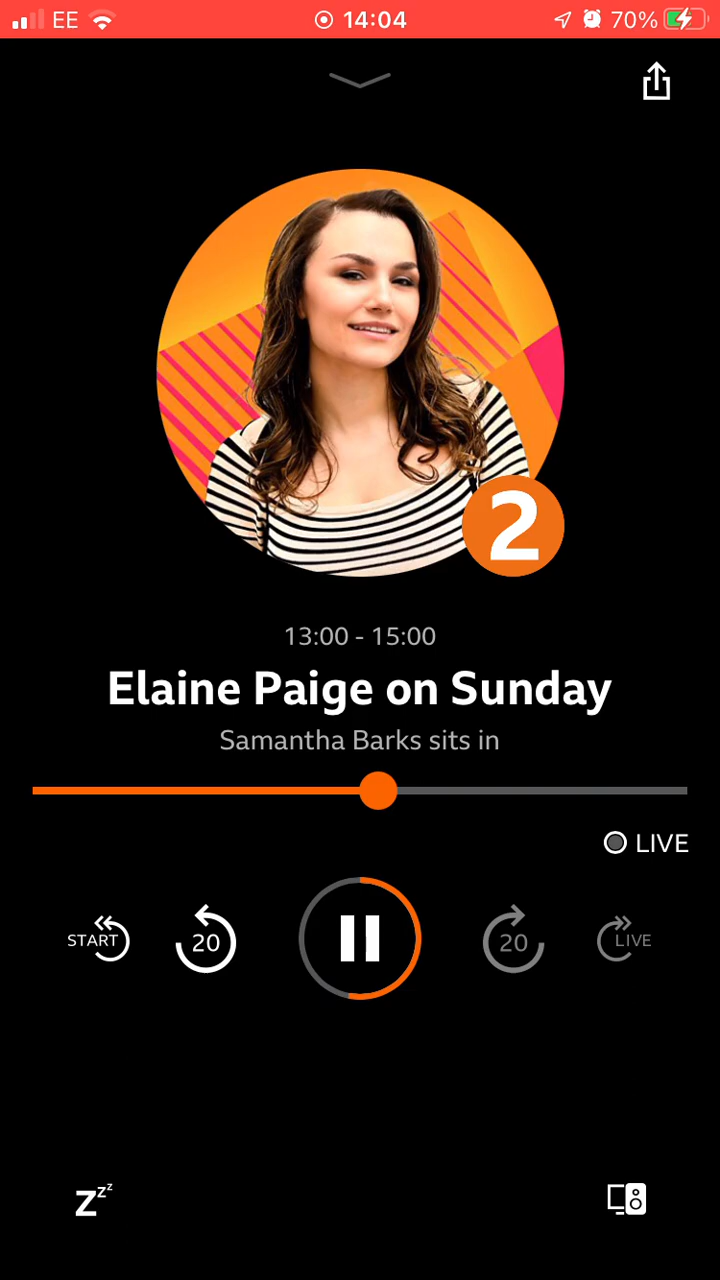 EE 14:04 70%
2
13:00 - 15:00
Elaine Paige on Sunday
Samantha Barks sits in
LIVE
START 20 20 LIVE
Zzz